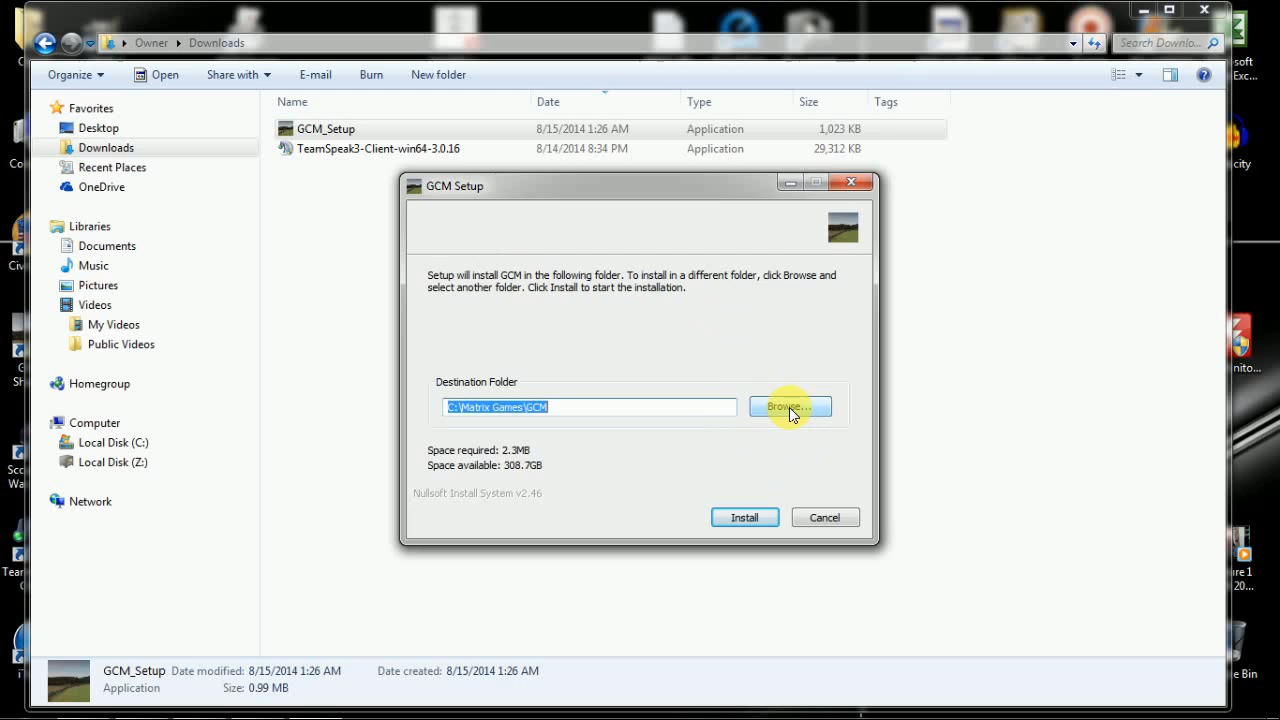 Owner Downloads
Search Downlo...
Organize Open Share with E-mail Burn New folder
Name Date Type Size Tags
GCM_Setup 8/15/2014 1:26 AM Application 1,023 KB
TeamSpeak3-Client-win64-3.0.16 8/14/2014 8:34 PM Application 29,312 KB
Favorites
Desktop
Downloads
Recent Places
OneDrive
Libraries
Documents
Music
Pictures
Videos
My Videos
Public Videos
Homegroup
Computer
Local Disk (C:)
Local Disk (Z:)
Network
GCM Setup
Setup will install GCM in the following folder. To install in a different folder, click Browse and
select another folder. Click Install to start the installation.
Destination Folder
C:\Matrix Games\GCM
Browse...
Space required: 2.3MB
Space available: 308.7GB
Nullsoft Install System v2.46
Install Cancel
GCM_Setup Date modified: 8/15/2014 1:26 AM Date created: 8/15/2014 1:26 AM
Application Size: 0.99 MB